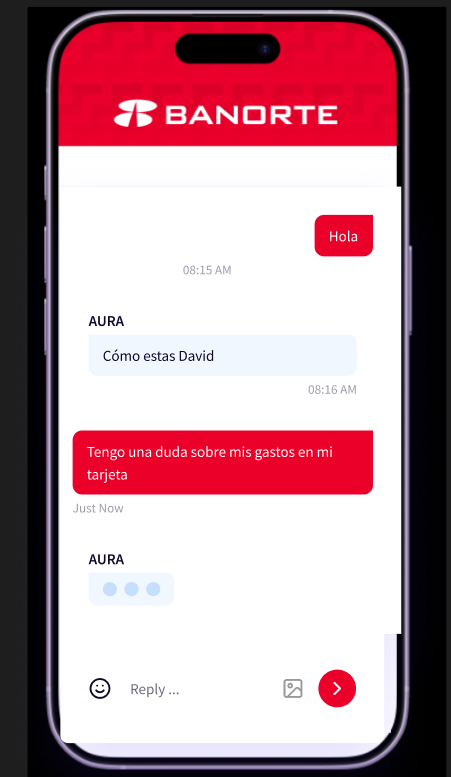 BANORTE
Hola
08:15 AM
AURA
Cómo estas David
08:16 AM
Tengo una duda sobre mis gastos en mi
tarjeta
Just Now
AURA
Reply ...